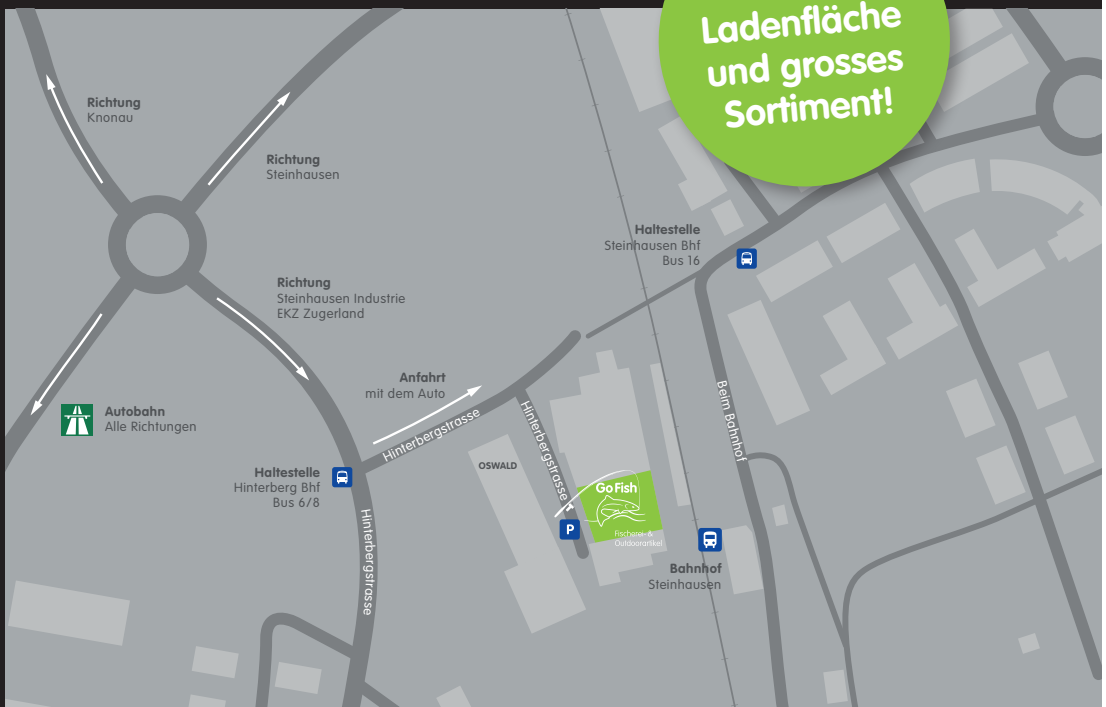 Ladenfläche
und grosses
Sortiment!
Richtung
Knonau
Richtung
Steinhausen
Haltestelle
Steinhausen Bhf
Bus 16
Richtung
Steinhausen Industrie
EKZ Zugerland
Anfahrt
mit dem Auto
Autobahn
Alle Richtungen
Hinterbergstrasse
Hinterbergstrasse
Beim Bahnhof
OSWALD
Haltestelle
Hinterberg Bhf
Bus 6/8
Go Fish
P
Fischerei- &
Outdoorartikel
Hinterbergstrasse
Bahnhof
Steinhausen